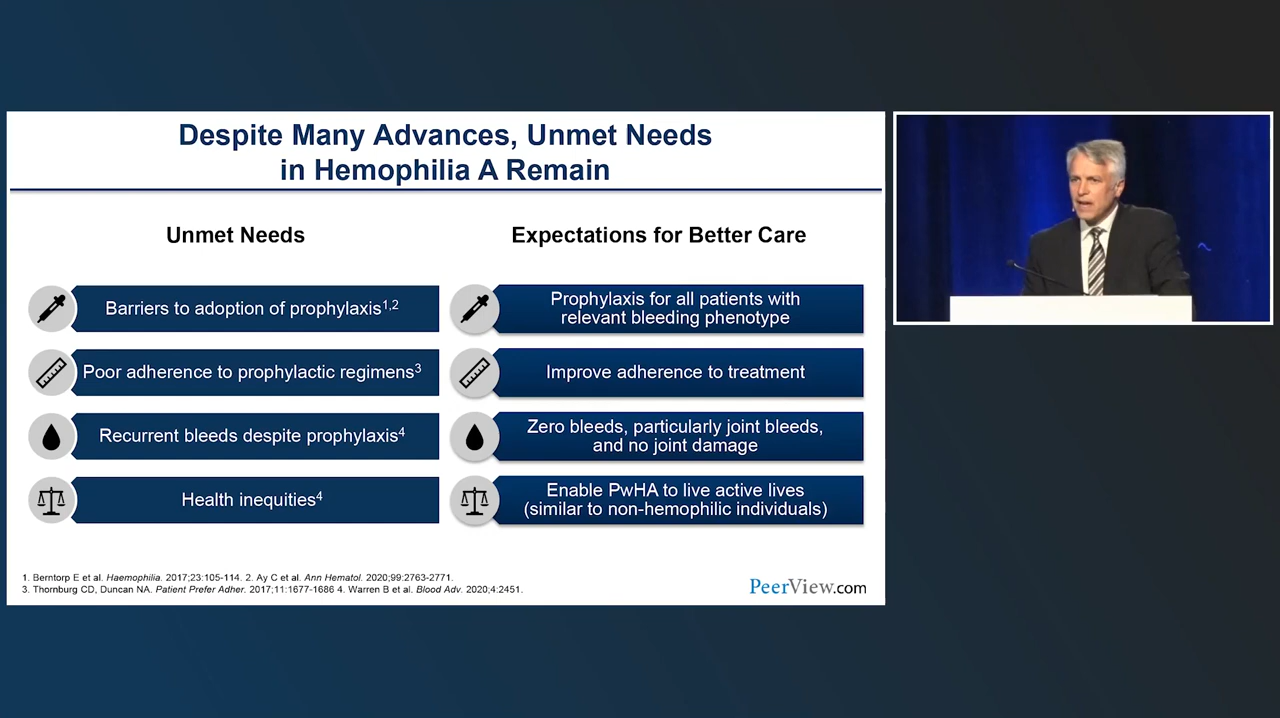 Despite Many Advances, Unmet Needs
in Hemophilia A Remain
Unmet Needs
Barriers to adoption of prophylaxis1,2
Poor adherence to prophylactic regimens3
Recurrent bleeds despite prophylaxis4
Health inequities4
Expectations for Better Care
Prophylaxis for all patients with
relevant bleeding phenotype
Improve adherence to treatment
Zero bleeds, particularly joint bleeds,
and no joint damage
Enable PwHA to live active lives
(similar to non-hemophilic individuals)
1. Berntorp E et al. Haemophilia. 2017;23:105-114. 2. Ay C et al. Ann Hematol. 2020;99:2763-2771.
3. Thornburg CD, Duncan NA. Patient Prefer Adher. 2017;11:1677-1686 4. Warren B et al. Blood Adv. 2020;4:2451.
PeerView.com